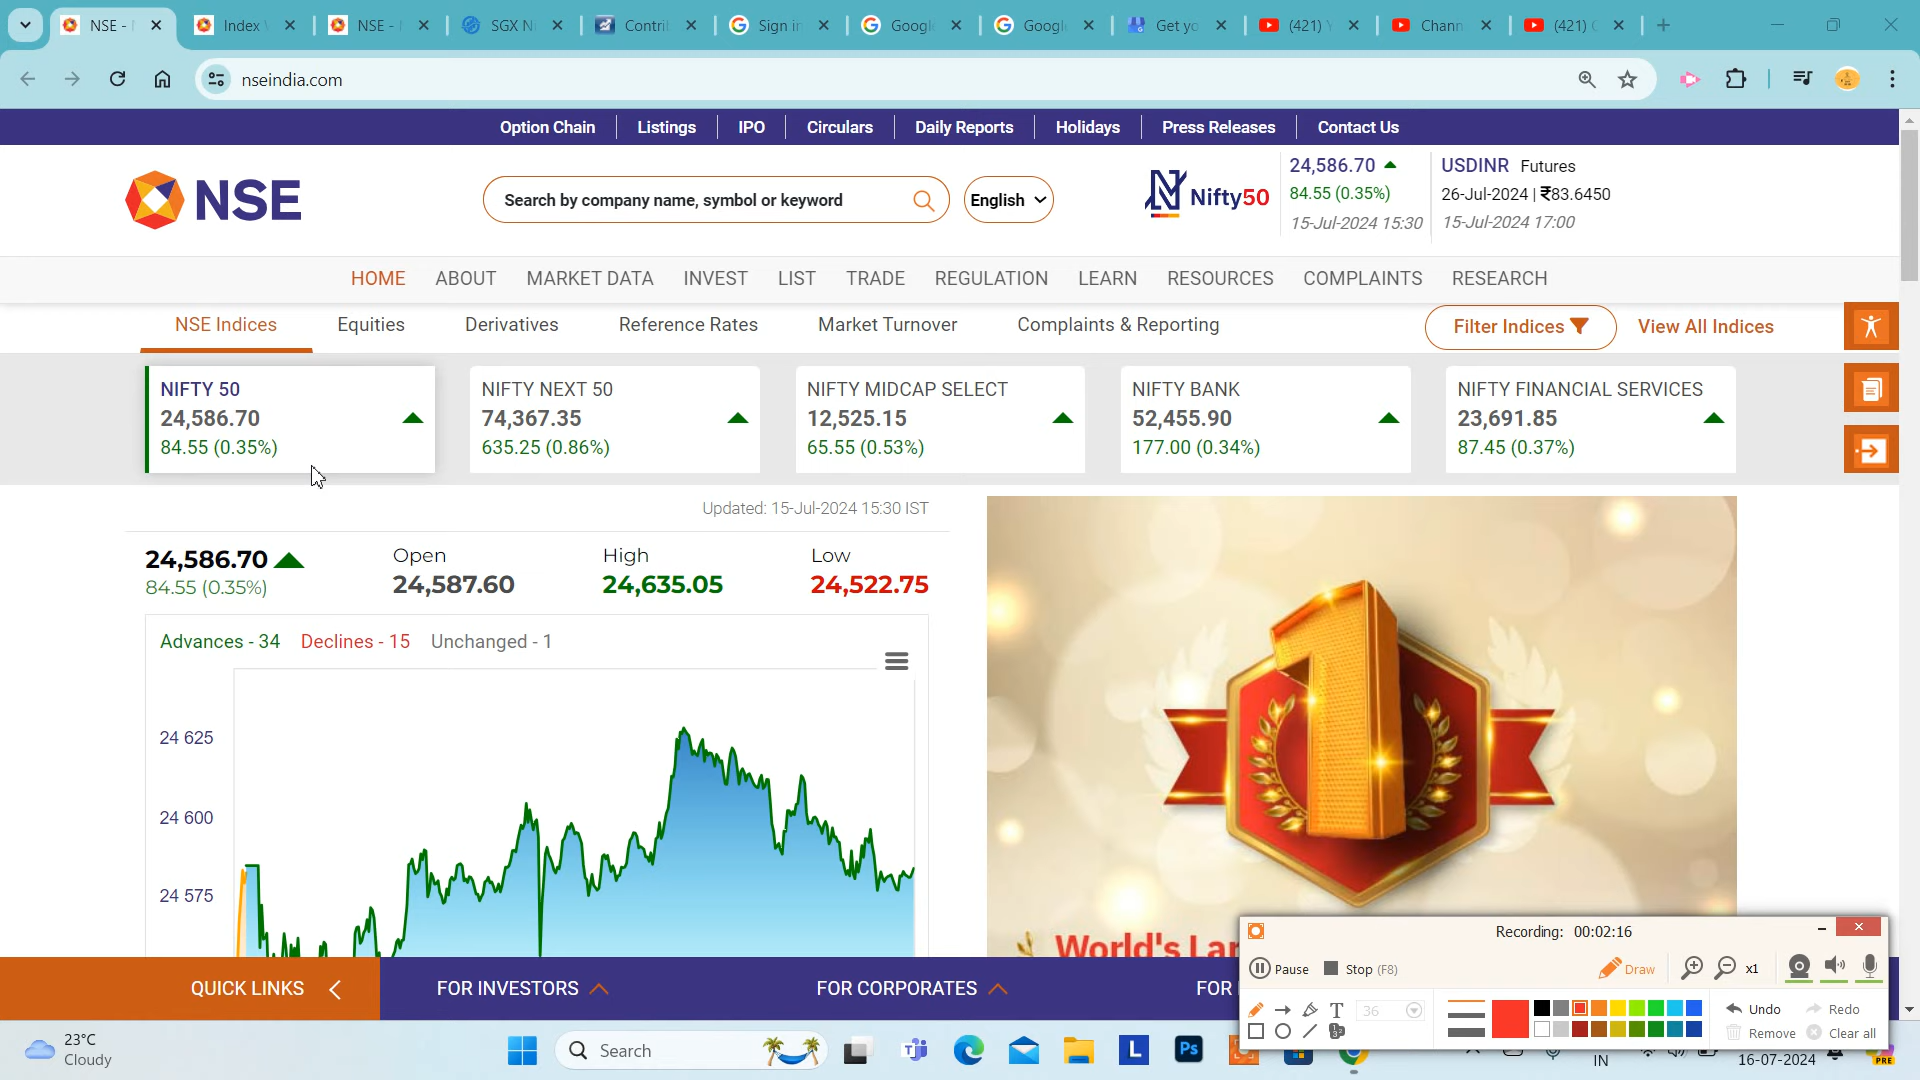 NSE - 
Index
NSE -
SGX N
Contri
Sign in
Google
Google
Get yo
(421)
Chann
(421)
nseindia.com
Option Chain
Listings
IPO
Circulars
Daily Reports
Holidays
Press Releases
Contact Us
NSE
Search by company name, symbol or keyword
English
Nifty50
24,586.70
84.55 (0.35%)
15-Jul-2024 15:30
USDINR Futures
26-Jul-2024 | ₹83.6450
15-Jul-2024 17:00
HOME
ABOUT
MARKET DATA
INVEST
LIST
TRADE
REGULATION
LEARN
RESOURCES
COMPLAINTS
RESEARCH
NSE Indices
Equities
Derivatives
Reference Rates
Market Turnover
Complaints & Reporting
Filter Indices
View All Indices
NIFTY 50
24,586.70
84.55 (0.35%)
NIFTY NEXT 50
74,367.35
635.25 (0.86%)
NIFTY MIDCAP SELECT
12,525.15
65.55 (0.53%)
NIFTY BANK
52,455.90
177.00 (0.34%)
NIFTY FINANCIAL SERVICES
23,691.85
87.45 (0.37%)
Updated: 15-Jul-2024 15:30 IST
24,586.70
84.55 (0.35%)
Open
24,587.60
High
24,635.05
Low
24,522.75
Advances - 34
Declines - 15
Unchanged - 1
24 625
24 600
24 575
1
World's Lar
QUICK LINKS
FOR INVESTORS
FOR CORPORATES
FOR
Recording: 00:02:16
Pause
Stop (F8)
Draw
x1
T
36
Undo
Redo
Remove
Clear all
23°C
Cloudy
Search
L
Ps
IN
16-07-2024
PRE